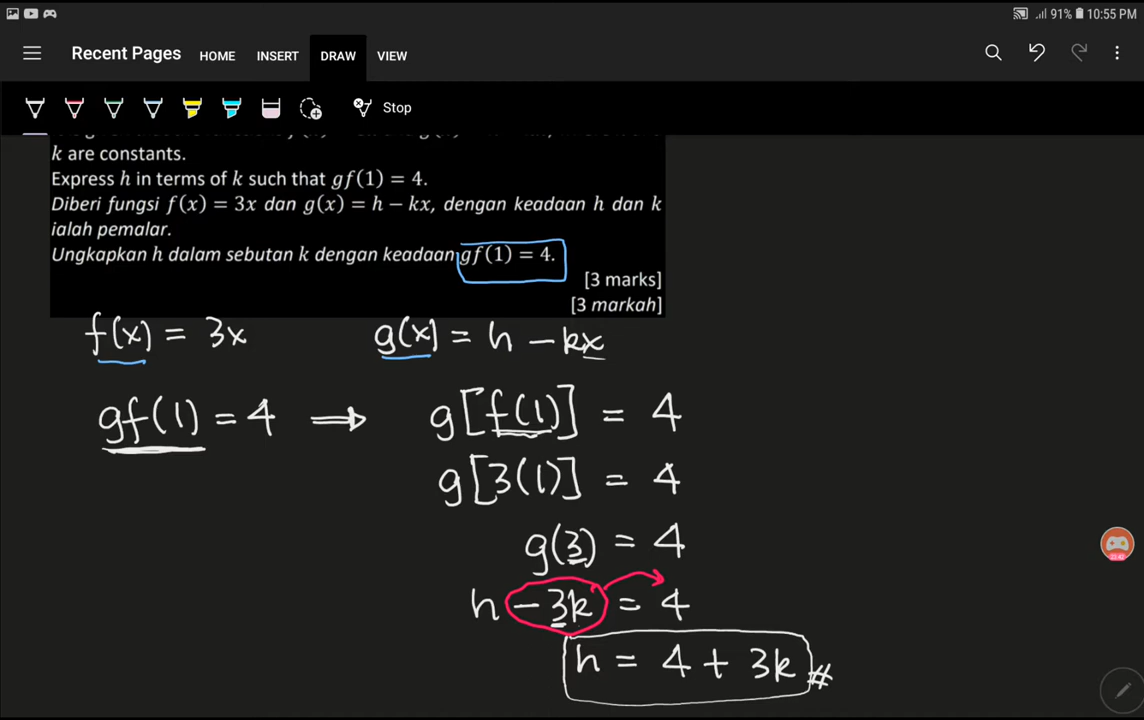 91% 10:55 PM
Recent Pages HOME INSERT DRAW VIEW
Stop
k are constants.
Express h in terms of k such that gf(1) = 4.
Diberi fungsi f(x) = 3x dan g(x) = h − kx, dengan keadaan h dan k
ialah pemalar.
Ungkapkan h dalam sebutan k dengan keadaan gf(1) = 4.
[3 marks]
[3 markah]
f(x) = 3x g(x) = h − kx
gf(1) = 4 ⟹ g[f(1)] = 4
g[3(1)] = 4
g(3) = 4
h − 3k = 4
h = 4 + 3k #